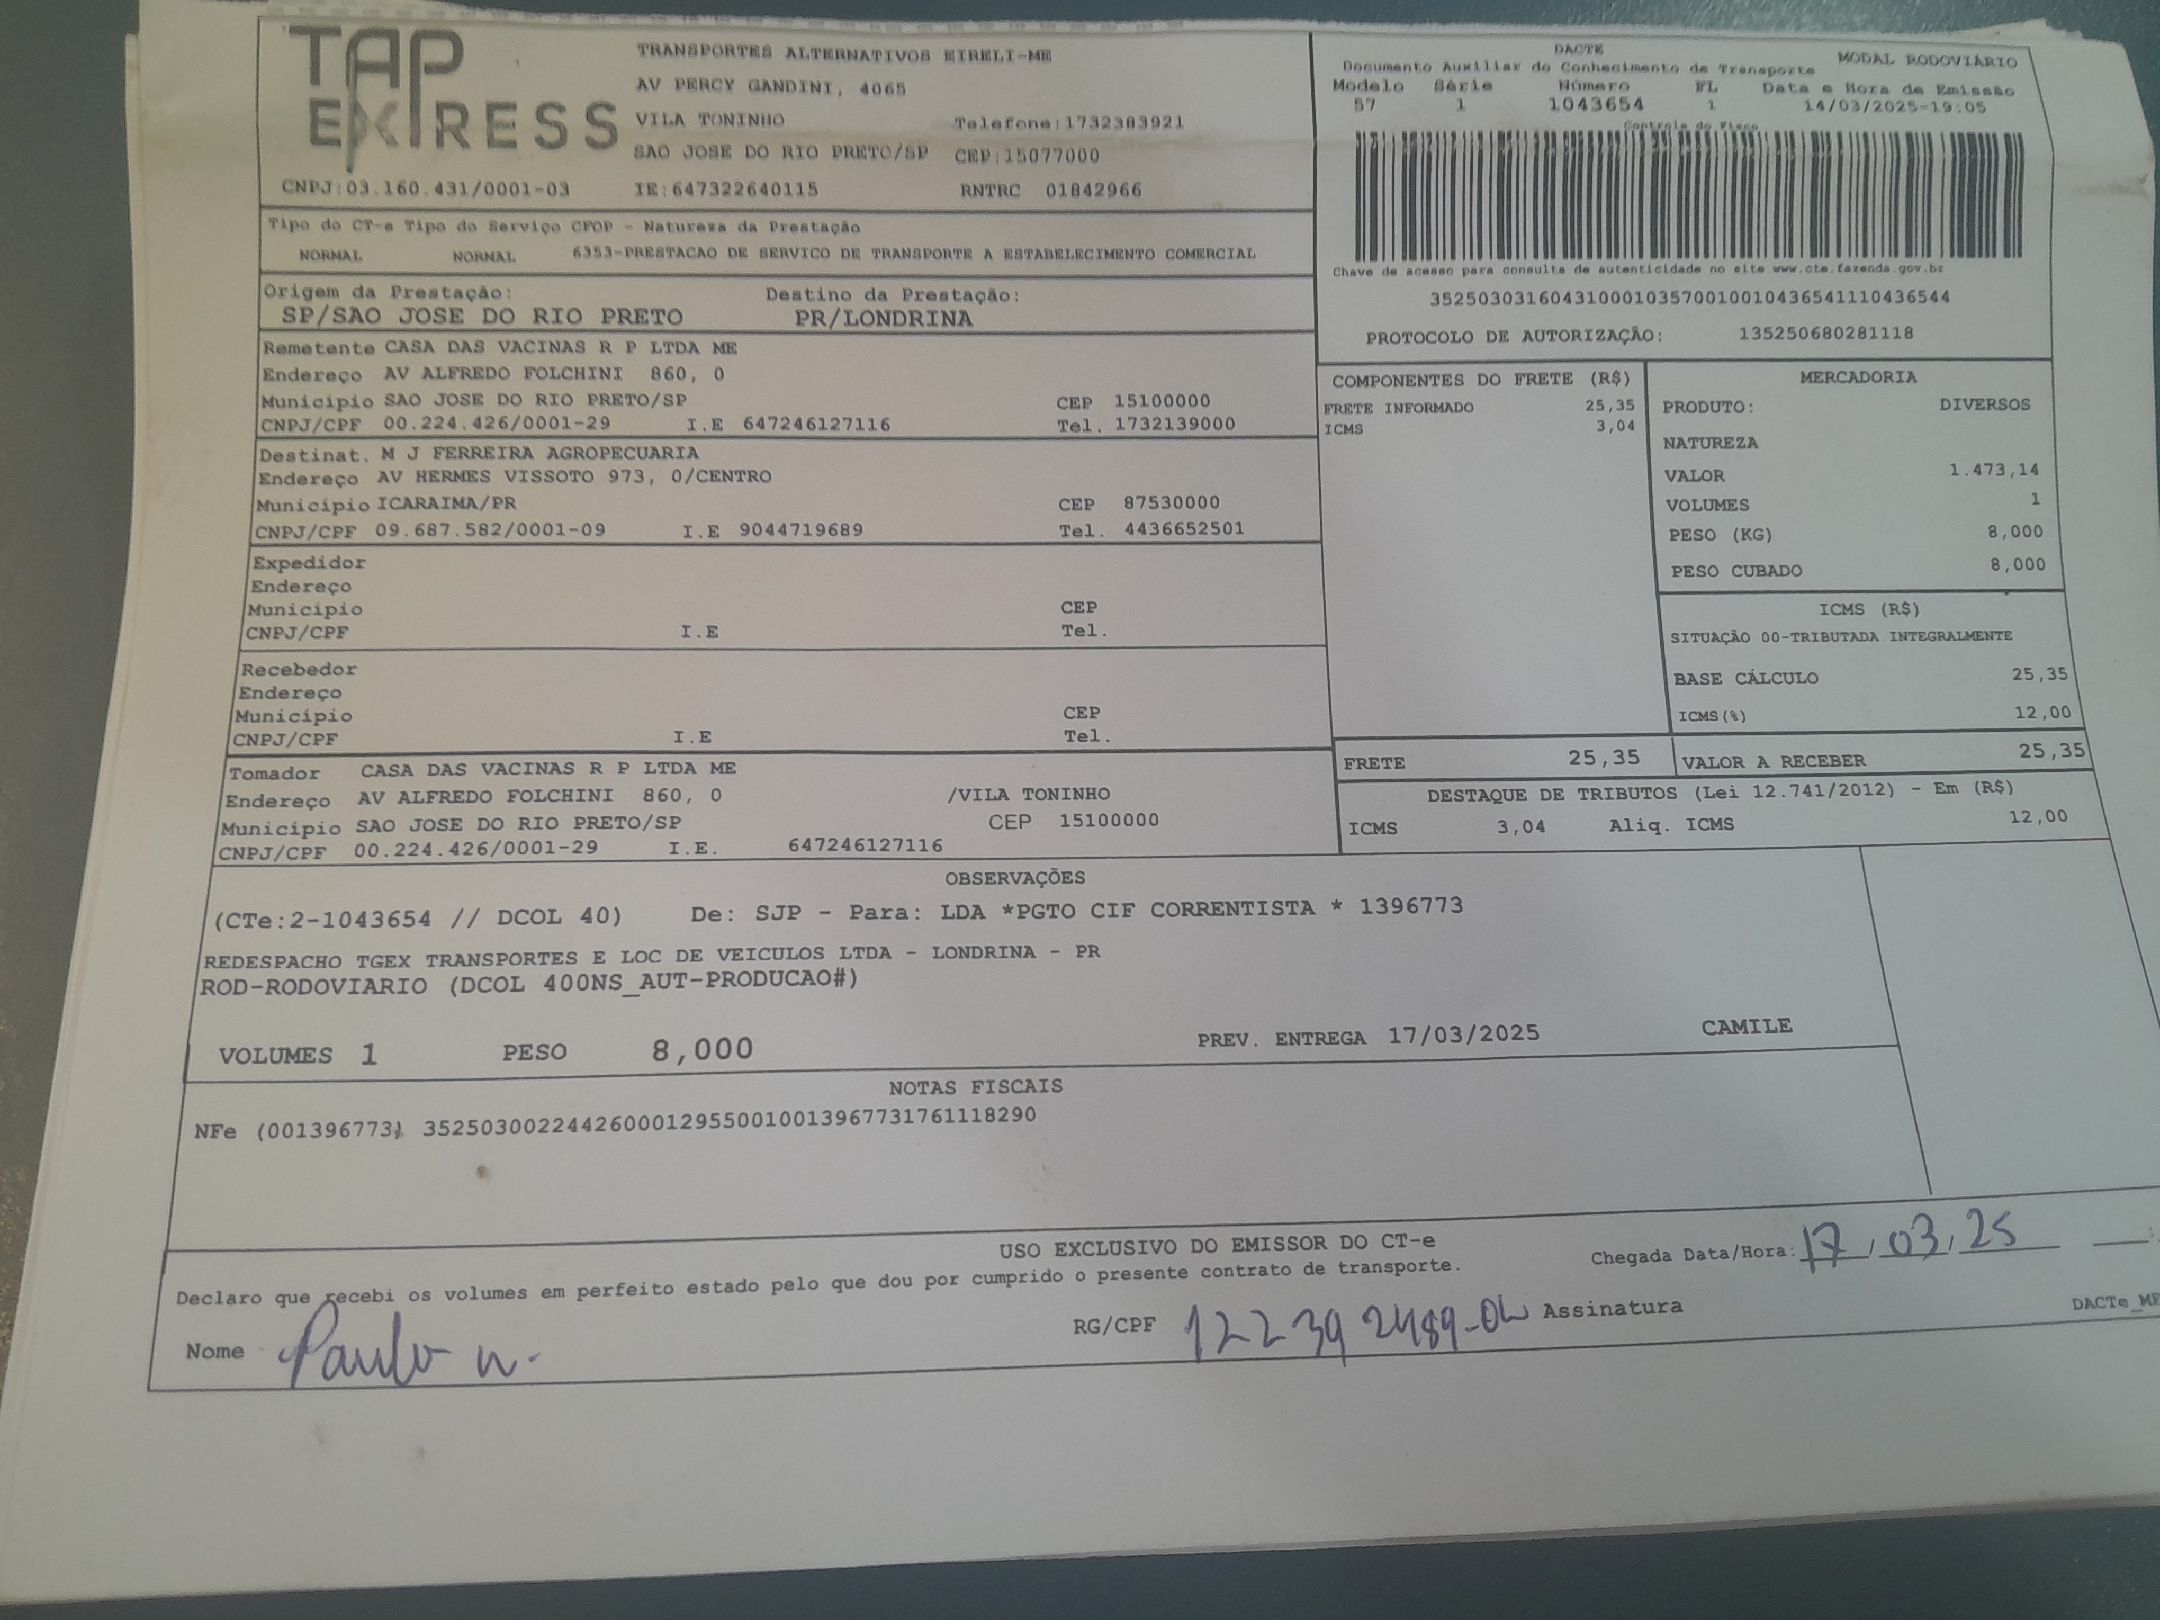 TAP EXPRESS
TRANSPORTES ALTERNATIVOS EIRELI-ME
AV PERCY GANDINI, 4065
VILA TONINHO Telefone:1732383921
SAO JOSE DO RIO PRETO/SP CEP:15077000
CNPJ:03.160.431/0001-03 IE:647322640115 RNTRC 01842966
DACTE MODAL RODOVIÁRIO
Documento Auxiliar do Conhecimento de Transporte
Modelo Série Número FL Data e Hora de Emissão
57 1 1043654 1 14/03/2025-19:05
Controle do Fisco
Chave de acesso para consulta de autenticidade no site www.cte.fazenda.gov.br
35250303160431000103570010010436541110436544
PROTOCOLO DE AUTORIZAÇÃO: 135250680281118
Tipo do CT-e Tipo do Serviço CFOP - Natureza da Prestação
NORMAL NORMAL 6353-PRESTACAO DE SERVICO DE TRANSPORTE A ESTABELECIMENTO COMERCIAL
Origem da Prestação: Destino da Prestação:
SP/SAO JOSE DO RIO PRETO PR/LONDRINA
Remetente CASA DAS VACINAS R P LTDA ME
Endereço AV ALFREDO FOLCHINI 860, 0
Município SAO JOSE DO RIO PRETO/SP CEP 15100000
CNPJ/CPF 00.224.426/0001-29 I.E 647246127116 Tel. 1732139000
Destinat. M J FERREIRA AGROPECUARIA
Endereço AV HERMES VISSOTO 973, 0/CENTRO
Município ICARAIMA/PR CEP 87530000
CNPJ/CPF 09.687.582/0001-09 I.E 9044719689 Tel. 4436652501
Expedidor
Endereço
Município CEP
CNPJ/CPF I.E Tel.
Recebedor
Endereço
Município CEP
CNPJ/CPF I.E Tel.
Tomador CASA DAS VACINAS R P LTDA ME
Endereço AV ALFREDO FOLCHINI 860, 0 /VILA TONINHO
Município SAO JOSE DO RIO PRETO/SP CEP 15100000
CNPJ/CPF 00.224.426/0001-29 I.E. 647246127116
COMPONENTES DO FRETE (R$)
FRETE INFORMADO 25,35
ICMS 3,04
MERCADORIA
PRODUTO: DIVERSOS
NATUREZA
VALOR 1.473,14
VOLUMES 1
PESO (KG) 8,000
PESO CUBADO 8,000
ICMS (R$)
SITUAÇÃO 00-TRIBUTADA INTEGRALMENTE
BASE CÁLCULO 25,35
ICMS(%) 12,00
FRETE 25,35 VALOR A RECEBER 25,35
DESTAQUE DE TRIBUTOS (Lei 12.741/2012) - Em (R$)
ICMS 3,04 Aliq. ICMS 12,00
OBSERVAÇÕES
(CTe:2-1043654 // DCOL 40) De: SJP - Para: LDA *PGTO CIF CORRENTISTA * 1396773
REDESPACHO TGEX TRANSPORTES E LOC DE VEICULOS LTDA - LONDRINA - PR
ROD-RODOVIARIO (DCOL 400NS_AUT-PRODUCAO#)
VOLUMES 1 PESO 8,000 PREV. ENTREGA 17/03/2025 CAMILE
NOTAS FISCAIS
NFe (001396773) 35250300224426000129550010013967731761118290
USO EXCLUSIVO DO EMISSOR DO CT-e
Chegada Data/Hora: 17/03/25 __:
Declaro que recebi os volumes em perfeito estado pelo que dou por cumprido o presente contrato de transporte.
Nome Paulo RG/CPF Assinatura
DACTe_MP